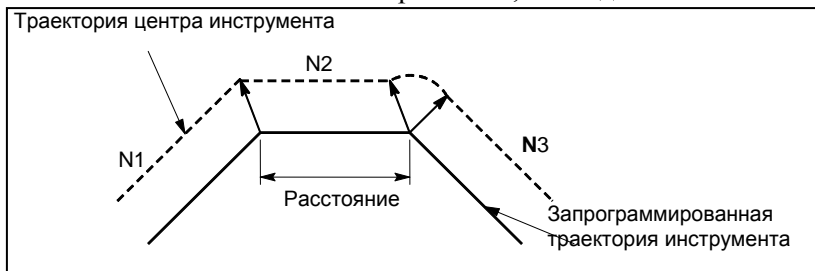 Траектория центра инструмента
N2
N1
N3
Расстояние
Запрограммированная
траектория инструмента